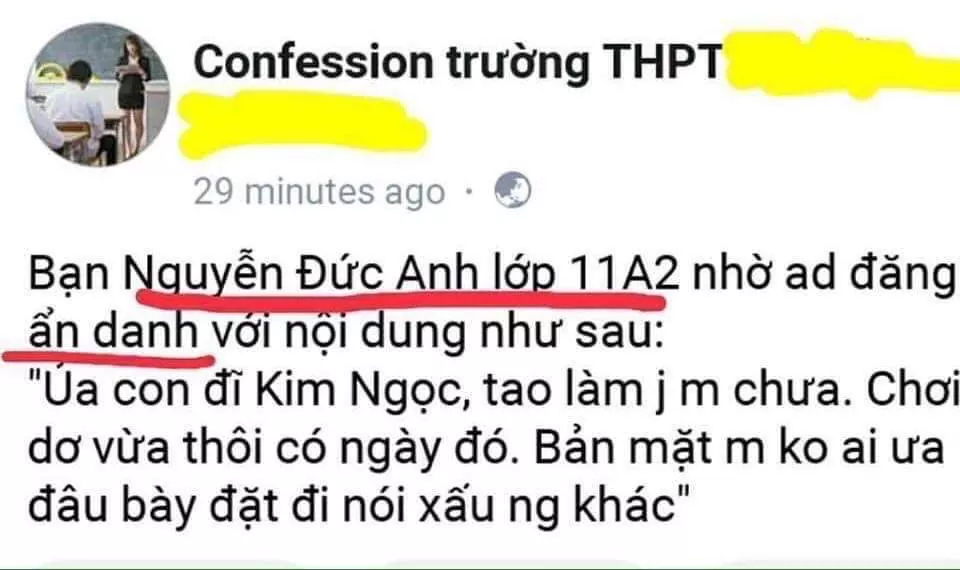 Confession trường THPT
29 minutes ago ·
Bạn Nguyễn Đức Anh lớp 11A2 nhờ ad đăng
ẩn danh với nội dung như sau:
"Ủa con đĩ Kim Ngọc, tao làm j m chưa. Chơi
dơ vừa thôi có ngày đó. Bản mặt m ko ai ưa
đâu bày đặt đi nói xấu ng khác"